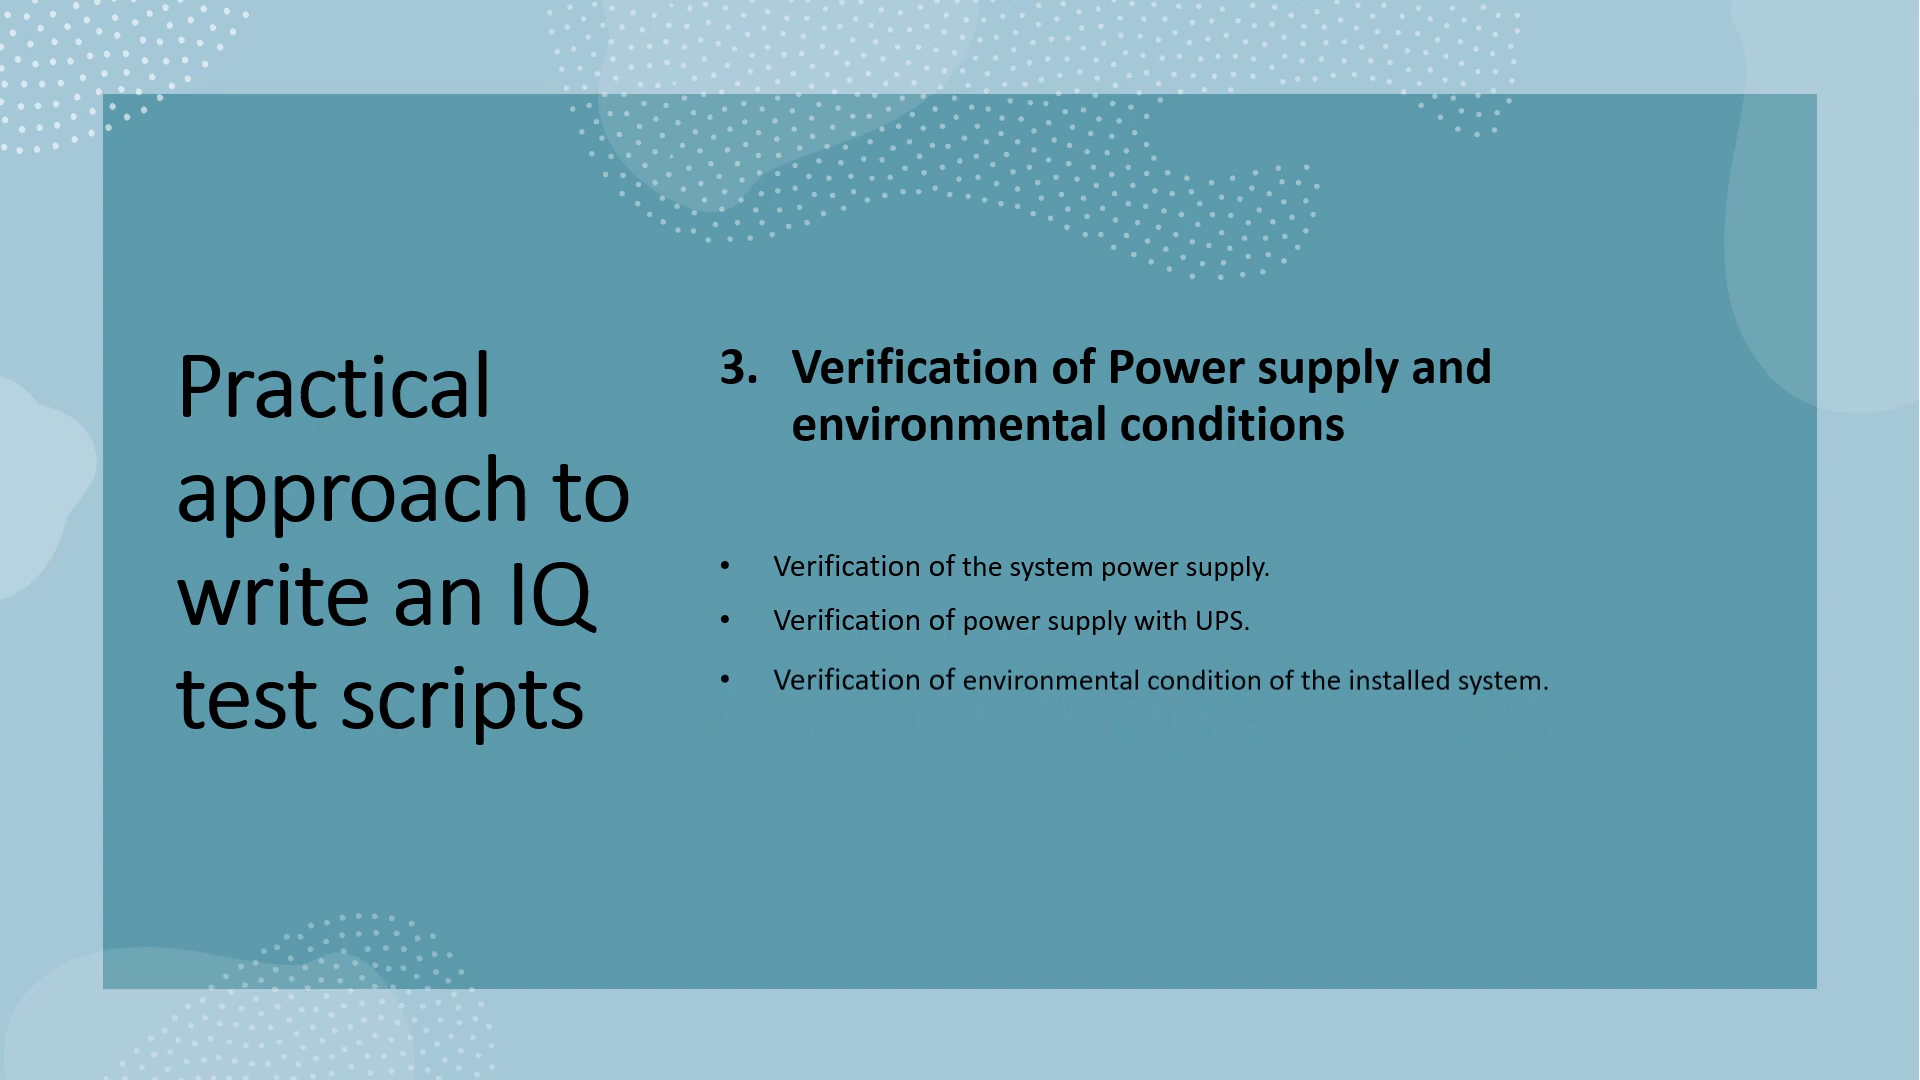 Practical
approach to
write an IQ
test scripts
3. Verification of Power supply and
environmental conditions
• Verification of the system power supply.
• Verification of power supply with UPS.
• Verification of environmental condition of the installed system.